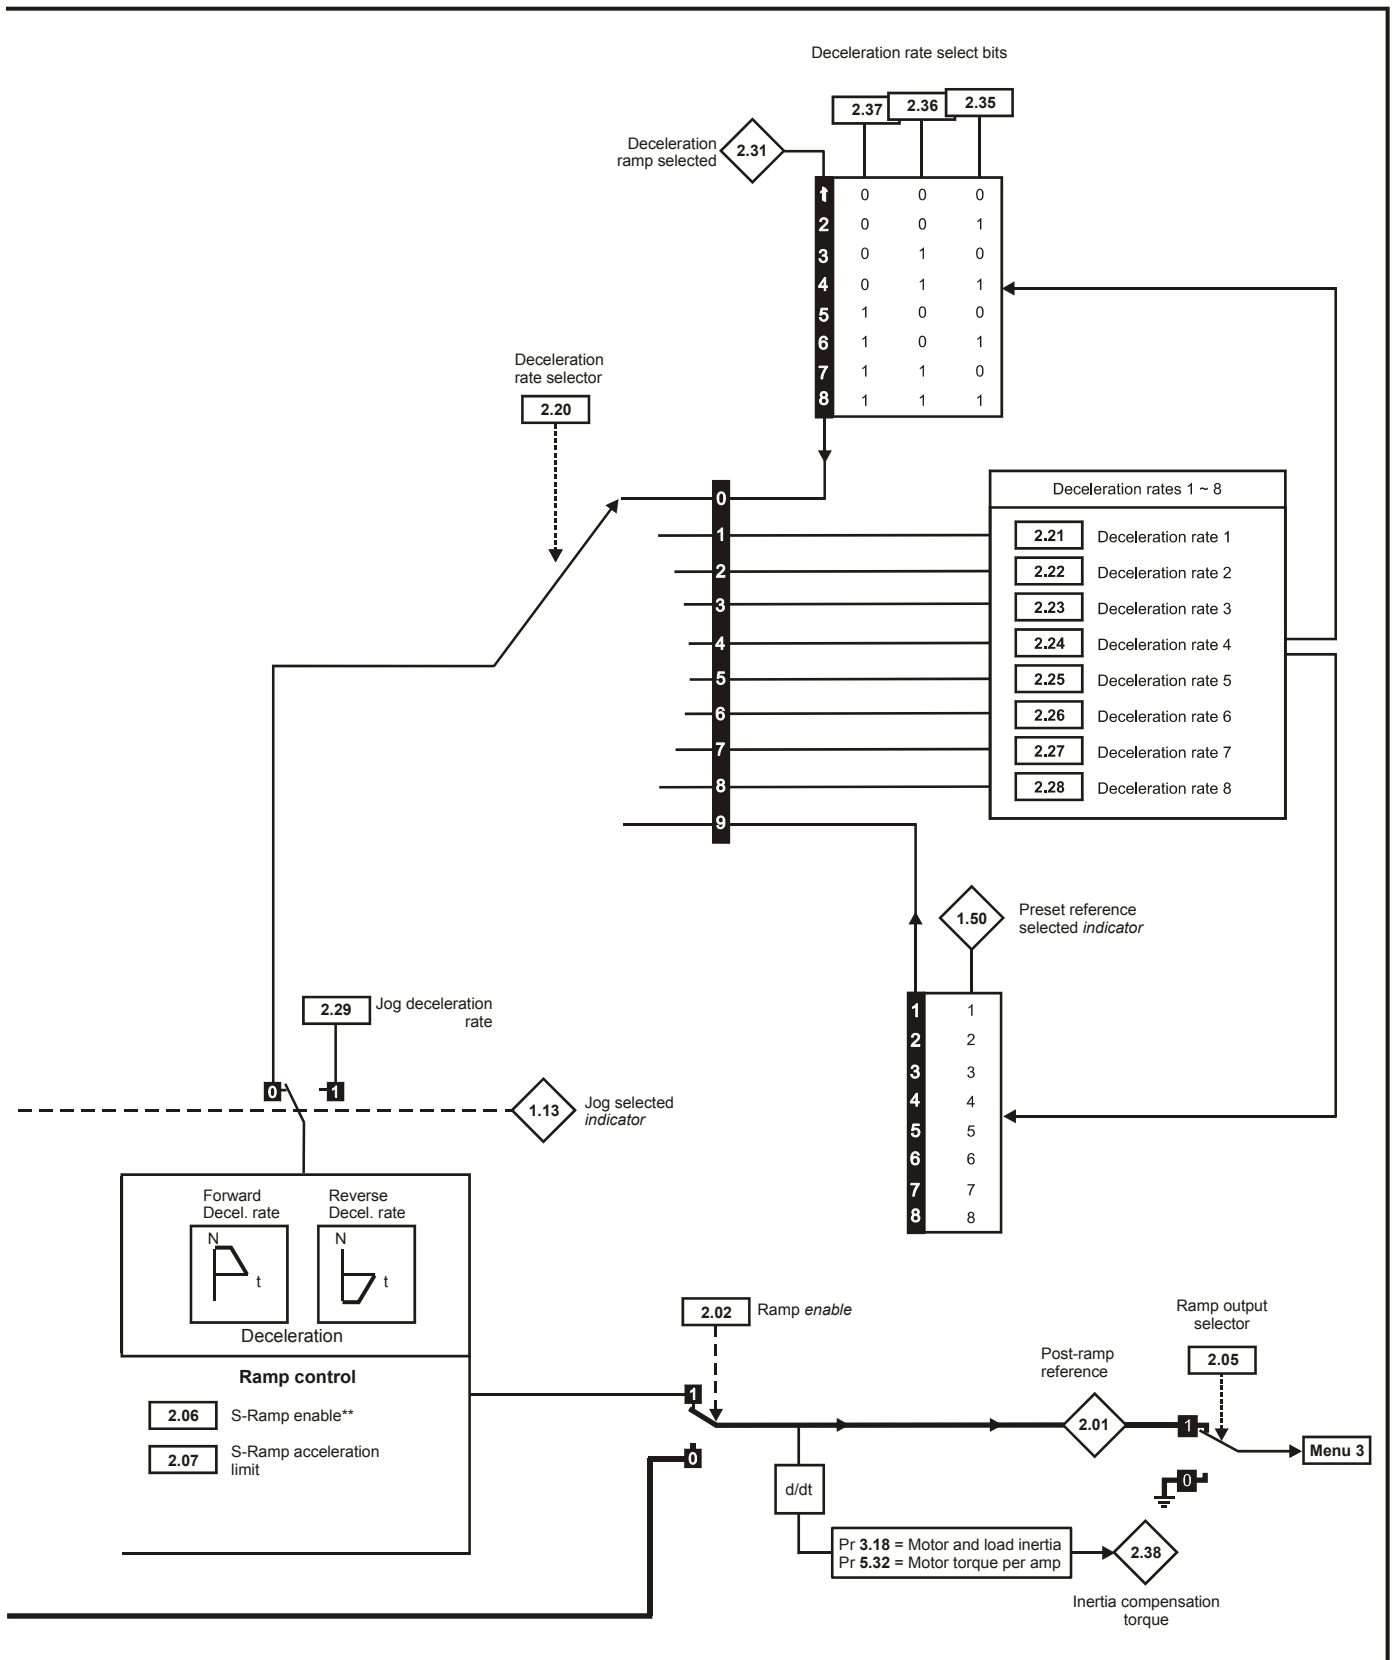 Deceleration rate select bits
2.37 2.36 2.35
Deceleration
ramp selected
2.31
1 0 0 0
2 0 0 1
3 0 1 0
4 0 1 1
5 1 0 0
6 1 0 1
7 1 1 0
8 1 1 1
Deceleration
rate selector
2.20
0
1
2
3
4
5
6
7
8
9
Deceleration rates 1 ~ 8
2.21 Deceleration rate 1
2.22 Deceleration rate 2
2.23 Deceleration rate 3
2.24 Deceleration rate 4
2.25 Deceleration rate 5
2.26 Deceleration rate 6
2.27 Deceleration rate 7
2.28 Deceleration rate 8
1.50
Preset reference
selected indicator
1 1
2 2
3 3
4 4
5 5
6 6
7 7
8 8
2.29
Jog deceleration
rate
0 1
1.13
Jog selected
indicator
Forward
Decel. rate
N
t
Reverse
Decel. rate
N
t
Deceleration
Ramp control
2.06 S-Ramp enable**
2.07 S-Ramp acceleration
limit
2.02 Ramp enable
1
0
d/dt
Pr 3.18 = Motor and load inertia
Pr 5.32 = Motor torque per amp
2.38
Inertia compensation
torque
Post-ramp
reference
2.01
Ramp output
selector
2.05
1
0
Menu 3